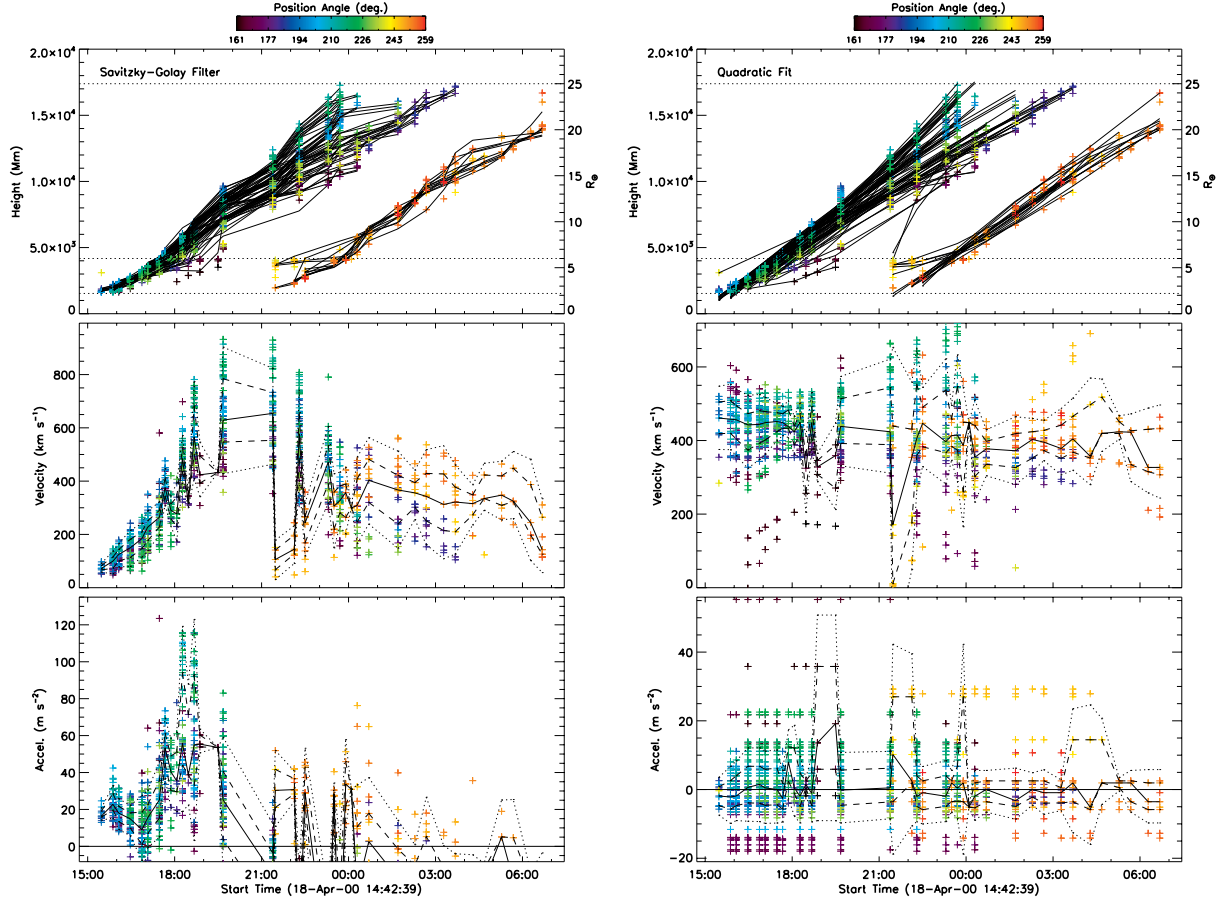 Position Angle (deg.)
161 177 194 210 226 243 259
Savitzky-Golay Filter
Height (Mm)
2.0×10⁴
1.5×10⁴
1.0×10⁴
5.0×10³
0
25
20
15
10
5
0
R⊙
Velocity (km s⁻¹)
800
600
400
200
0
Accel. (m s⁻²)
120
100
80
60
40
20
0
15:00 18:00 21:00 00:00 03:00 06:00
Start Time (18-Apr-00 14:42:39)
Position Angle (deg.)
161 177 194 210 226 243 259
Quadratic Fit
Height (Mm)
2.0×10⁴
1.5×10⁴
1.0×10⁴
5.0×10³
0
25
20
15
10
5
0
R⊙
Velocity (km s⁻¹)
600
400
200
0
Accel. (m s⁻²)
40
20
0
−20
15:00 18:00 21:00 00:00 03:00 06:00
Start Time (18-Apr-00 14:42:39)